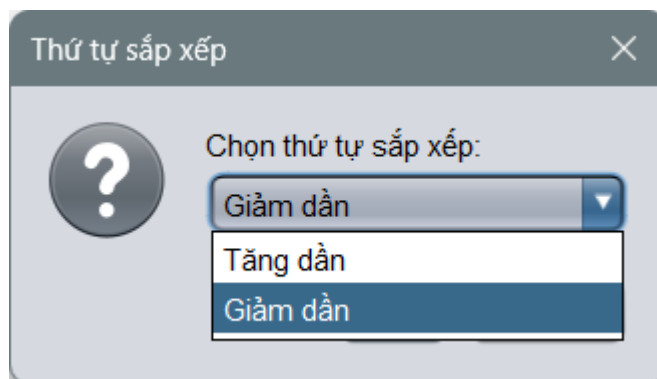 Thứ tự sắp xếp
Chọn thứ tự sắp xếp:
Giảm dần
Tăng dần
Giảm dần